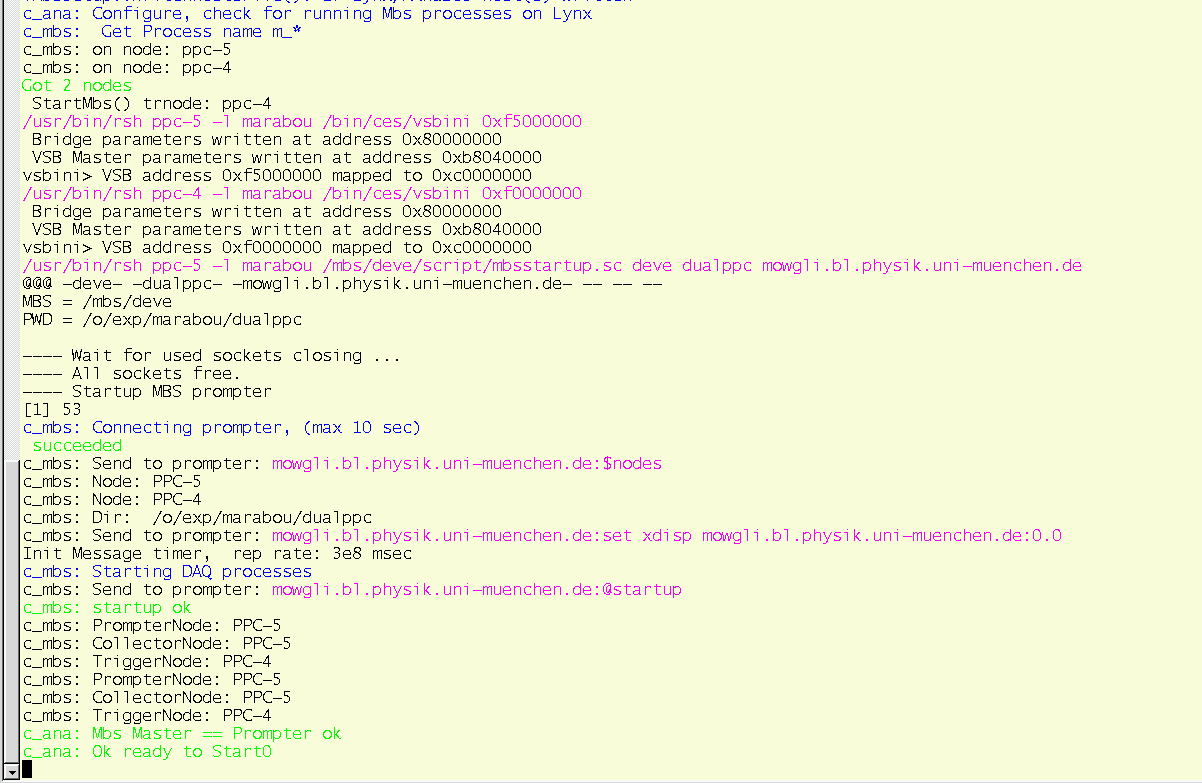 c_ana: Configure, check for running Mbs processes on Lynx
c_mbs:  Get Process name m_*
c_mbs: on node: ppc-5
c_mbs: on node: ppc-4
Got 2 nodes
 StartMbs() trnode: ppc-4
/usr/bin/rsh ppc-5 -l marabou /bin/ces/vsbini 0xf5000000
 Bridge parameters written at address 0x80000000
 VSB Master parameters written at address 0xb8040000
vsbini> VSB address 0xf5000000 mapped to 0xc0000000
/usr/bin/rsh ppc-4 -l marabou /bin/ces/vsbini 0xf0000000
 Bridge parameters written at address 0x80000000
 VSB Master parameters written at address 0xb8040000
vsbini> VSB address 0xf0000000 mapped to 0xc0000000
/usr/bin/rsh ppc-5 -l marabou /mbs/deve/script/mbsstartup.sc deve dualppc mowgli.bl.physik.uni-muenchen.de
@@@ -deve- -dualppc- -mowgli.bl.physik.uni-muenchen.de- -- -- --
MBS = /mbs/deve
PWD = /o/exp/marabou/dualppc
---- Wait for used sockets closing ...
---- All sockets free.
---- Startup MBS prompter
[1] 53
c_mbs: Connecting prompter, (max 10 sec)
 succeeded
c_mbs: Send to prompter: mowgli.bl.physik.uni-muenchen.de:$nodes
c_mbs: Node: PPC-5
c_mbs: Node: PPC-4
c_mbs: Dir:  /o/exp/marabou/dualppc
c_mbs: Send to prompter: mowgli.bl.physik.uni-muenchen.de:set xdisp mowgli.bl.physik.uni-muenchen.de:0.0
Init Message timer,  rep rate: 3e8 msec
c_mbs: Starting DAQ processes
c_mbs: Send to prompter: mowgli.bl.physik.uni-muenchen.de:@startup
c_mbs: startup ok
c_mbs: PrompterNode: PPC-5
c_mbs: CollectorNode: PPC-5
c_mbs: TriggerNode: PPC-4
c_mbs: PrompterNode: PPC-5
c_mbs: CollectorNode: PPC-5
c_mbs: TriggerNode: PPC-4
c_ana: Mbs Master == Prompter ok
c_ana: Ok ready to Start0